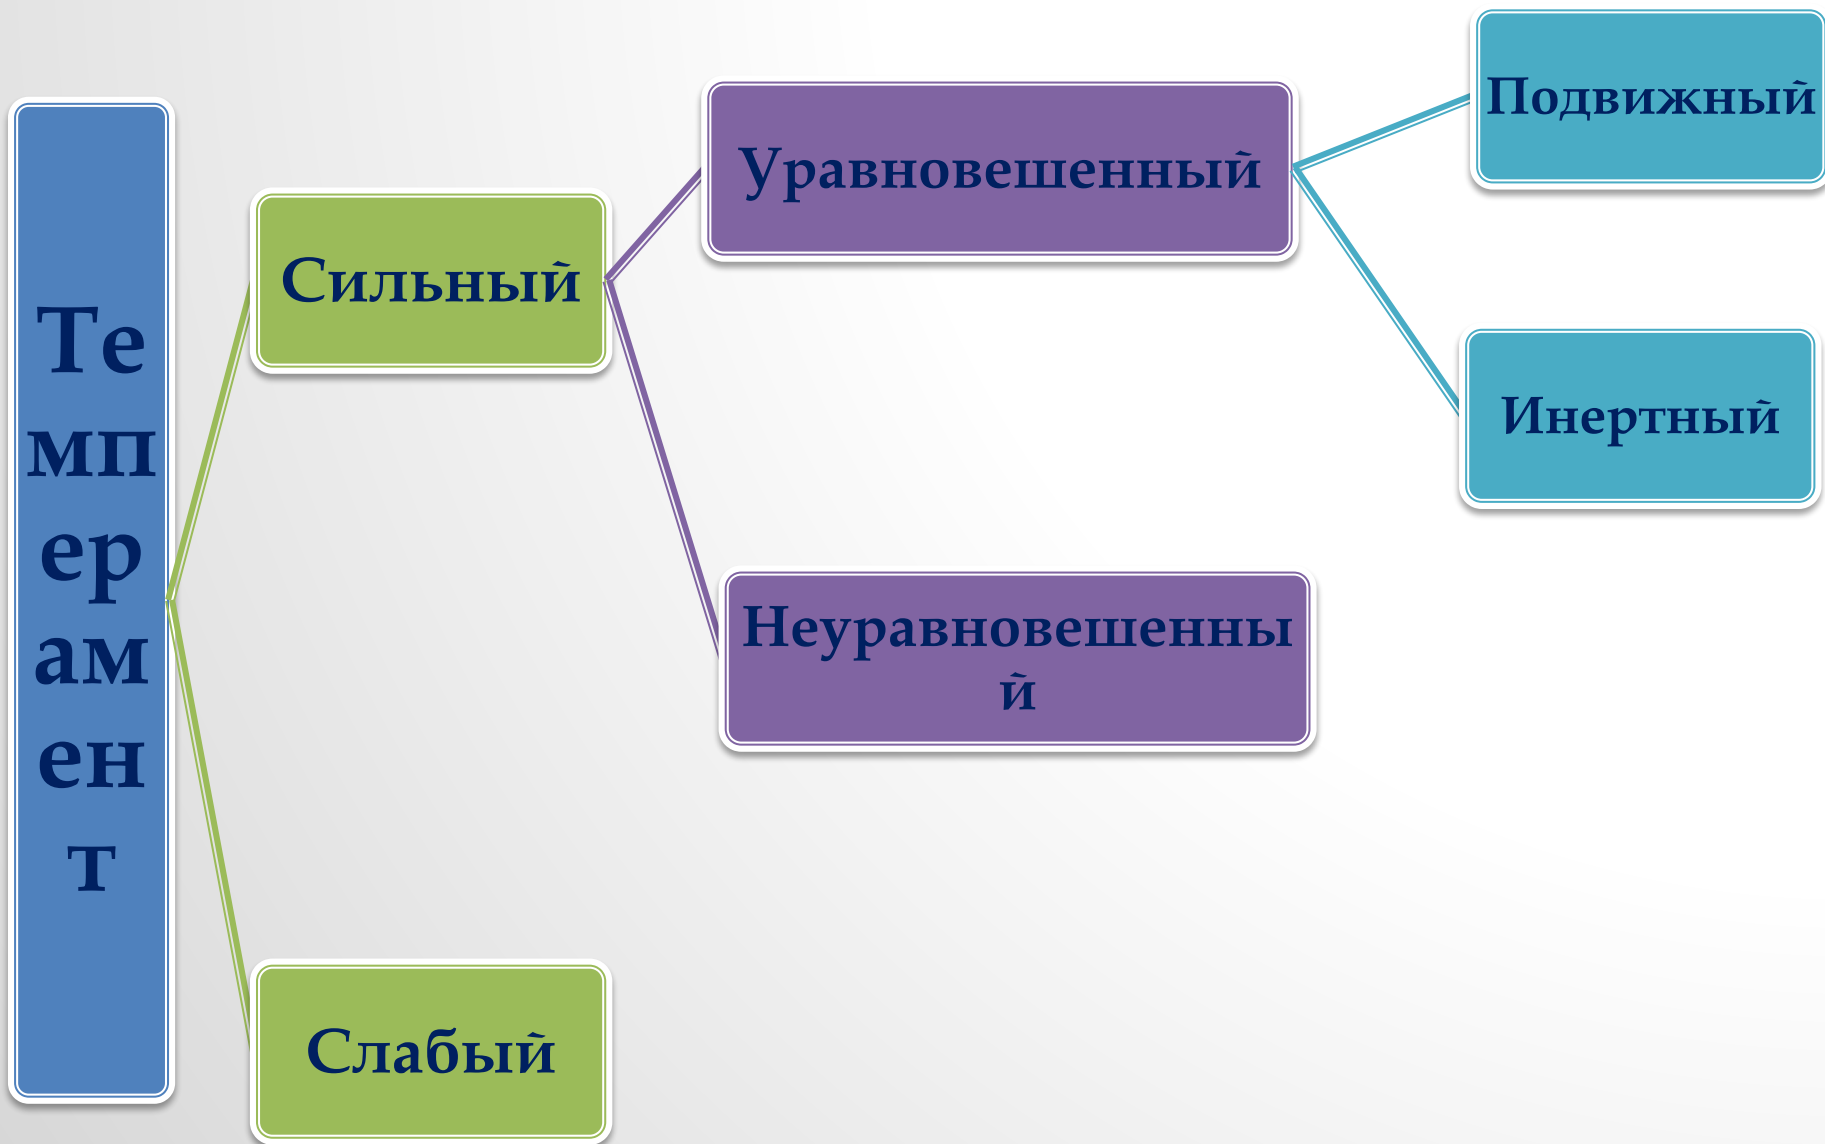 Те
мп
ер
ам
ен
т
Сильный
Слабый
Уравновешенный
Неуравновешенны
й
Подвижный
Инертный